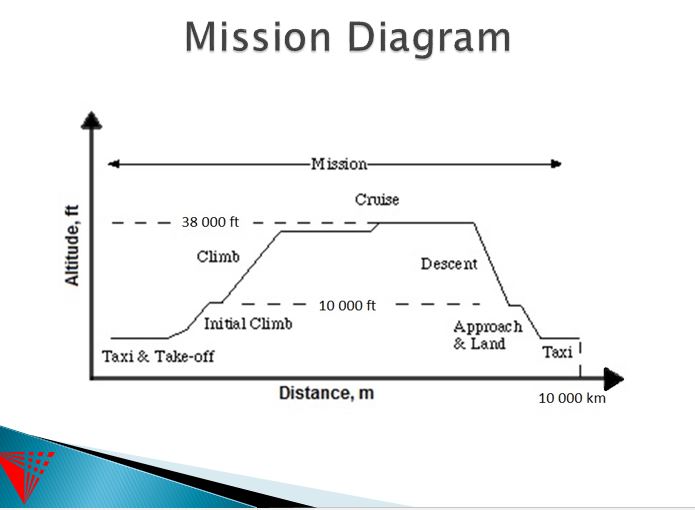 Mission Diagram
Mission
Cruise
38 000 ft
Climb
Descent
Altitude, ft
10 000 ft
Initial Climb
Approach
& Land
Taxi & Take-off
Taxi
Distance, m
10 000 km